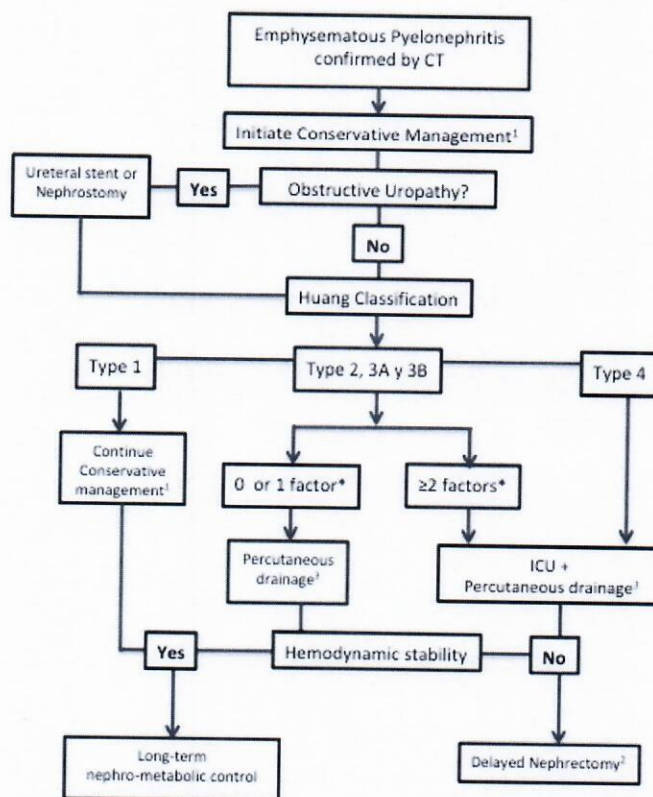 Emphysematous Pyelonephritis
confirmed by CT
Initiate Conservative Management¹
Ureteral stent or
Nephrostomy
Yes
Obstructive Uropathy?
No
Huang Classification
Type 1
Type 2, 3A y 3B
Type 4
Continue
Conservative
management¹
0 or 1 factor*
≥2 factors*
Percutaneous
drainage³
ICU +
Percutaneous drainage³
Yes
Hemodynamic stability
No
Long-term
nephro-metabolic control
Delayed Nephrectomy²